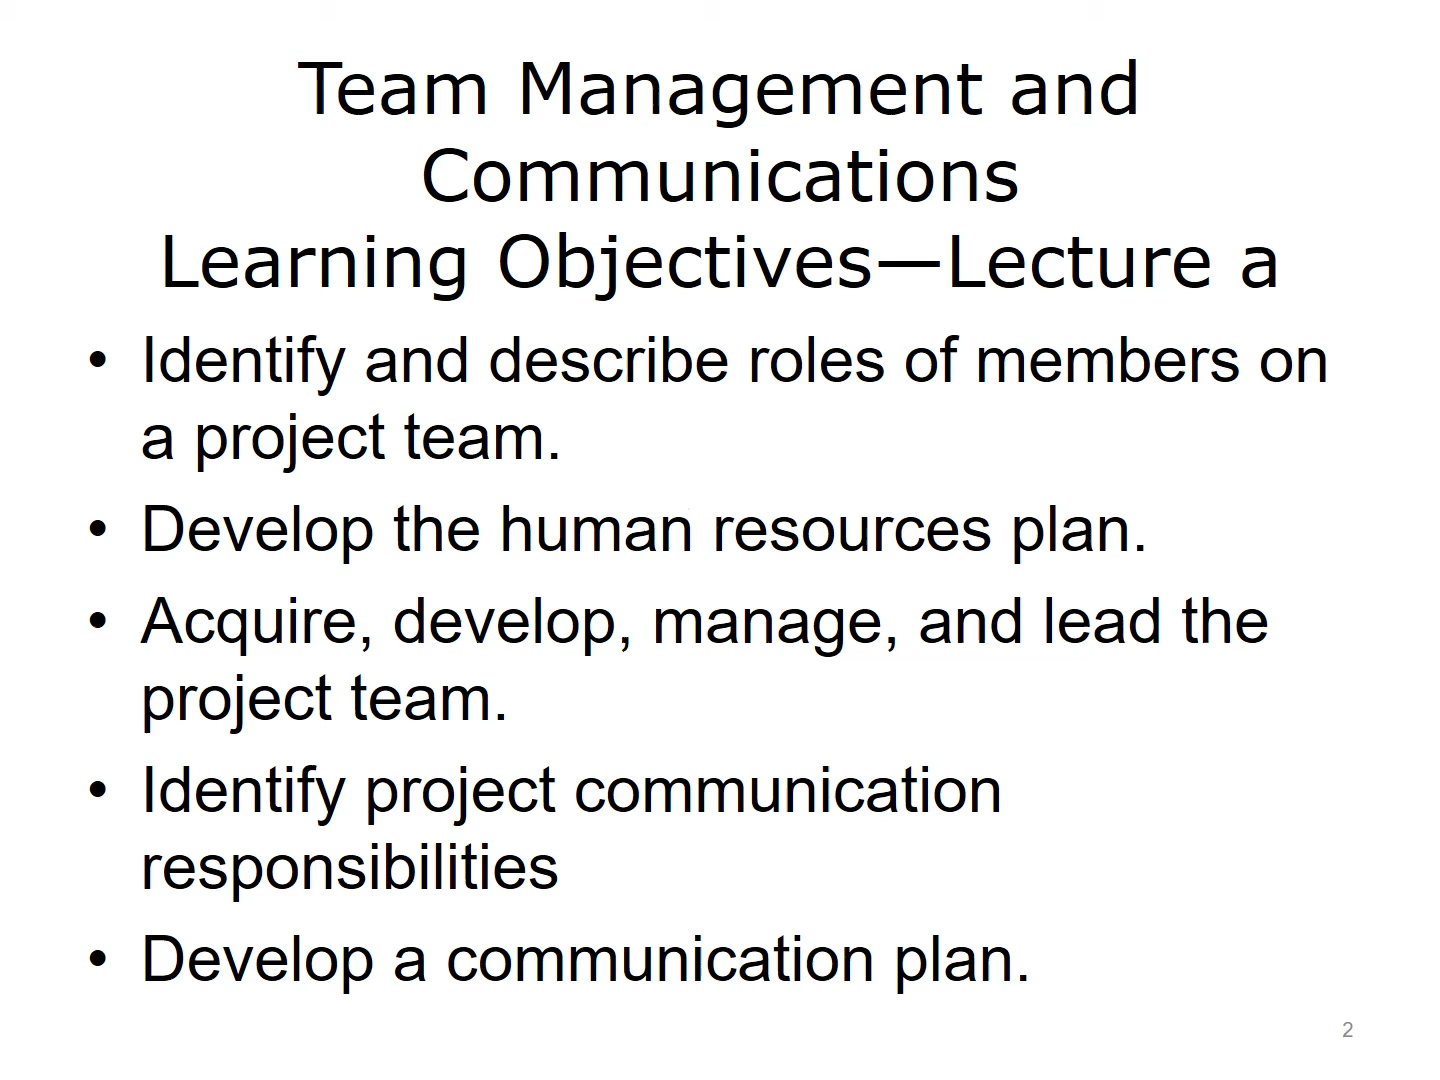 Team Management and
Communications
Learning Objectives—Lecture a
• Identify and describe roles of members on
a project team.
• Develop the human resources plan.
• Acquire, develop, manage, and lead the
project team.
• Identify project communication
responsibilities
• Develop a communication plan.
2